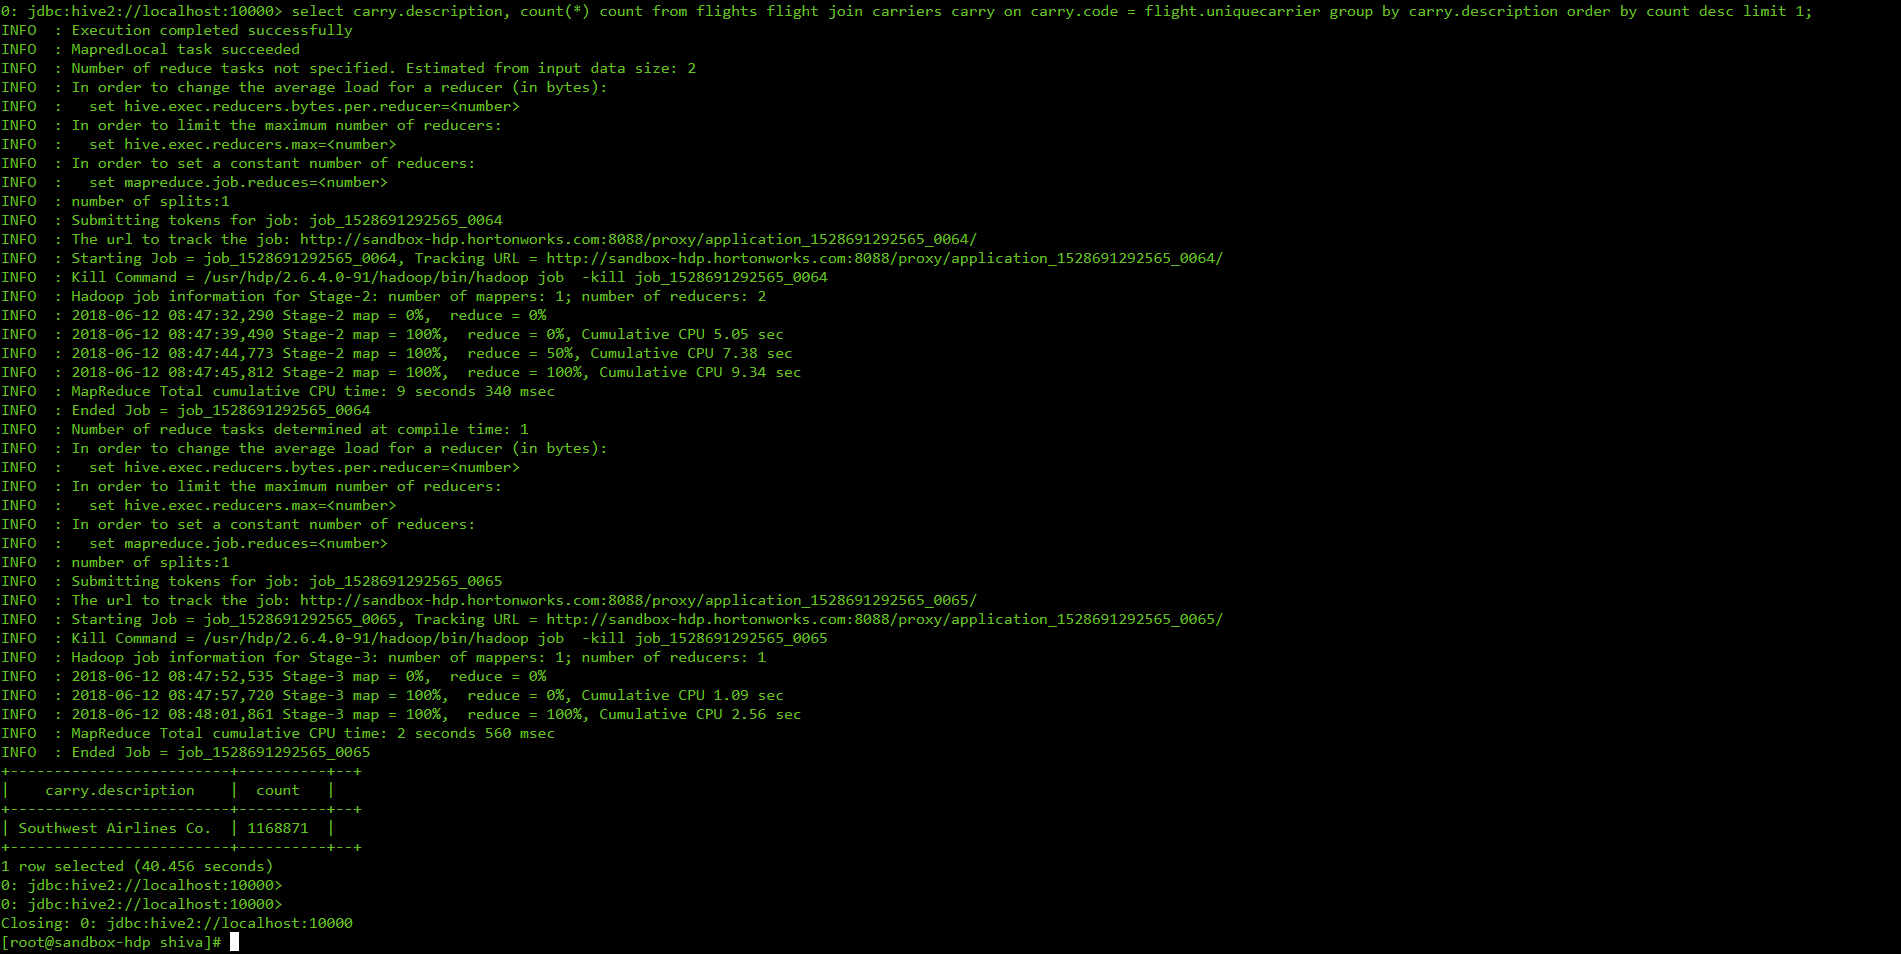 0: jdbc:hive2://localhost:10000> select carry.description, count(*) count from flights flight join carriers carry on carry.code = flight.uniquecarrier group by carry.description order by count desc limit 1;
INFO  : Execution completed successfully
INFO  : MapredLocal task succeeded
INFO  : Number of reduce tasks not specified. Estimated from input data size: 2
INFO  : In order to change the average load for a reducer (in bytes):
INFO  :   set hive.exec.reducers.bytes.per.reducer=<number>
INFO  : In order to limit the maximum number of reducers:
INFO  :   set hive.exec.reducers.max=<number>
INFO  : In order to set a constant number of reducers:
INFO  :   set mapreduce.job.reduces=<number>
INFO  : number of splits:1
INFO  : Submitting tokens for job: job_1528691292565_0064
INFO  : The url to track the job: http://sandbox-hdp.hortonworks.com:8088/proxy/application_1528691292565_0064/
INFO  : Starting Job = job_1528691292565_0064, Tracking URL = http://sandbox-hdp.hortonworks.com:8088/proxy/application_1528691292565_0064/
INFO  : Kill Command = /usr/hdp/2.6.4.0-91/hadoop/bin/hadoop job  -kill job_1528691292565_0064
INFO  : Hadoop job information for Stage-2: number of mappers: 1; number of reducers: 2
INFO  : 2018-06-12 08:47:32,290 Stage-2 map = 0%,  reduce = 0%
INFO  : 2018-06-12 08:47:39,490 Stage-2 map = 100%,  reduce = 0%, Cumulative CPU 5.05 sec
INFO  : 2018-06-12 08:47:44,773 Stage-2 map = 100%,  reduce = 50%, Cumulative CPU 7.38 sec
INFO  : 2018-06-12 08:47:45,812 Stage-2 map = 100%,  reduce = 100%, Cumulative CPU 9.34 sec
INFO  : MapReduce Total cumulative CPU time: 9 seconds 340 msec
INFO  : Ended Job = job_1528691292565_0064
INFO  : Number of reduce tasks determined at compile time: 1
INFO  : In order to change the average load for a reducer (in bytes):
INFO  :   set hive.exec.reducers.bytes.per.reducer=<number>
INFO  : In order to limit the maximum number of reducers:
INFO  :   set hive.exec.reducers.max=<number>
INFO  : In order to set a constant number of reducers:
INFO  :   set mapreduce.job.reduces=<number>
INFO  : number of splits:1
INFO  : Submitting tokens for job: job_1528691292565_0065
INFO  : The url to track the job: http://sandbox-hdp.hortonworks.com:8088/proxy/application_1528691292565_0065/
INFO  : Starting Job = job_1528691292565_0065, Tracking URL = http://sandbox-hdp.hortonworks.com:8088/proxy/application_1528691292565_0065/
INFO  : Kill Command = /usr/hdp/2.6.4.0-91/hadoop/bin/hadoop job  -kill job_1528691292565_0065
INFO  : Hadoop job information for Stage-3: number of mappers: 1; number of reducers: 1
INFO  : 2018-06-12 08:47:52,535 Stage-3 map = 0%,  reduce = 0%
INFO  : 2018-06-12 08:47:57,720 Stage-3 map = 100%,  reduce = 0%, Cumulative CPU 1.09 sec
INFO  : 2018-06-12 08:48:01,861 Stage-3 map = 100%,  reduce = 100%, Cumulative CPU 2.56 sec
INFO  : MapReduce Total cumulative CPU time: 2 seconds 560 msec
INFO  : Ended Job = job_1528691292565_0065
+-------------------------+----------+--+
|    carry.description    |  count   |
+-------------------------+----------+--+
| Southwest Airlines Co.  | 1168871  |
+-------------------------+----------+--+
1 row selected (40.456 seconds)
0: jdbc:hive2://localhost:10000>
0: jdbc:hive2://localhost:10000>
Closing: 0: jdbc:hive2://localhost:10000
[root@sandbox-hdp shiva]#